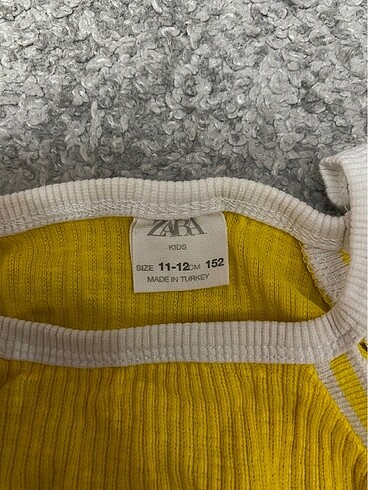 ZARA
KIDS
SIZE 11-12 CM 152
MADE IN TURKEY